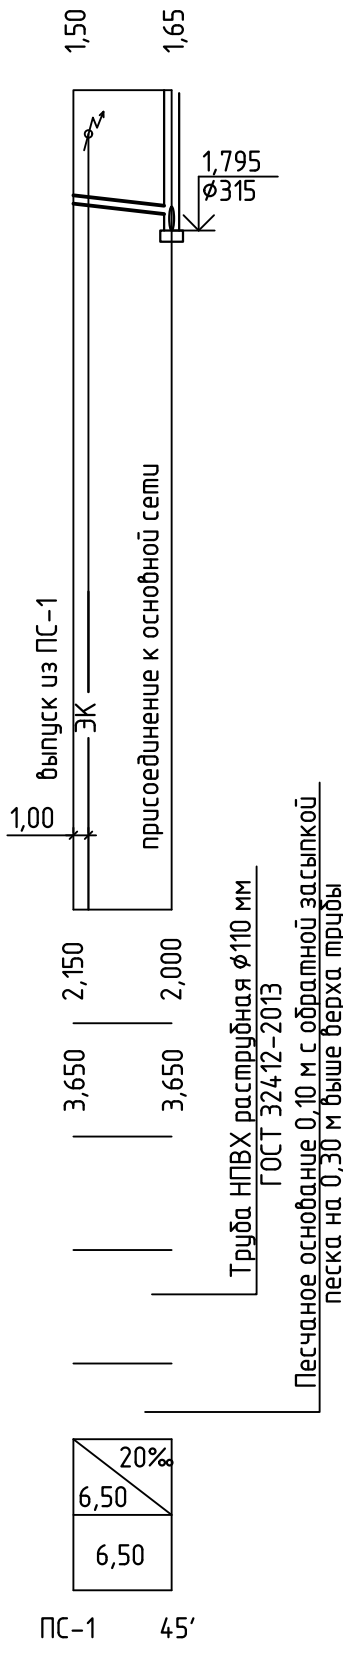 1,50
1,65
1,795
ø315
выпуск из ПС-1
ЭК
присоединение к основной сети
1,00
2,150
2,000
3,650
3,650
Труба НПВХ раструбная ø110 мм
ГОСТ 32412-2013
Песчаное основание 0,10 м с обратной засыпкой
песка на 0,30 м выше верха трубы
20‰
6,50
6,50
ПС-1
45'